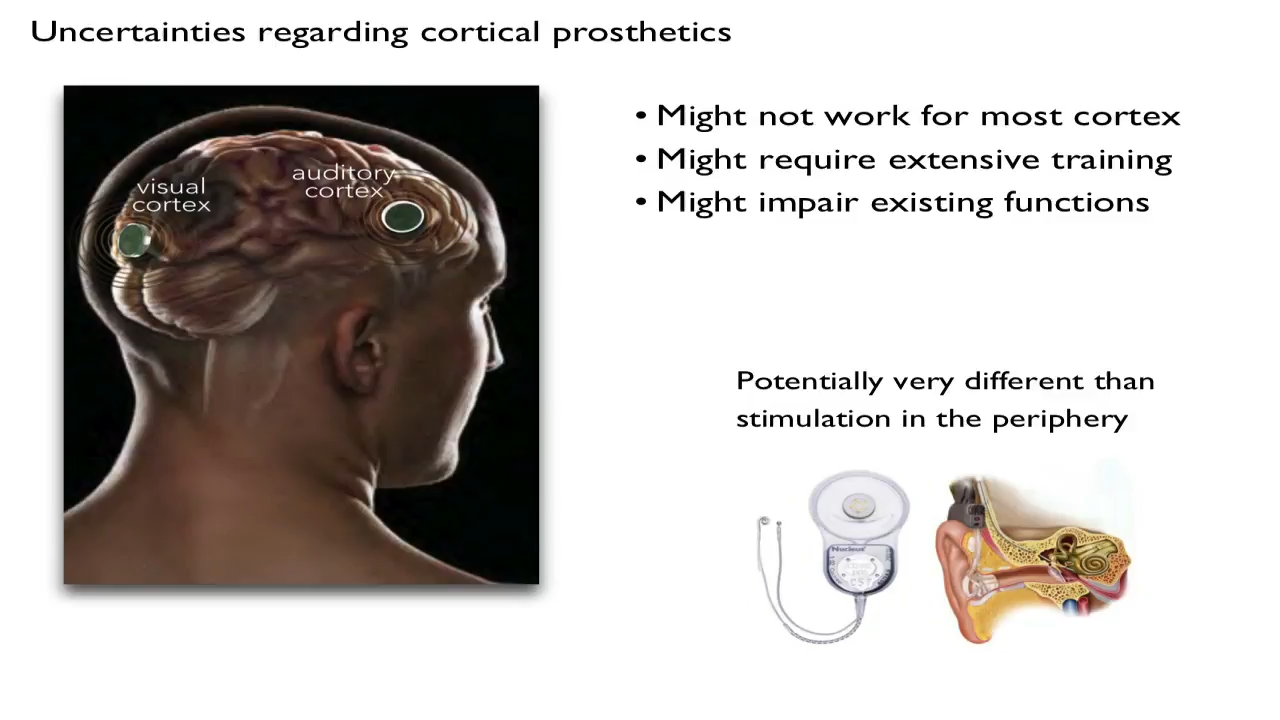 Uncertainties regarding cortical prosthetics
visual
cortex
auditory
cortex
• Might not work for most cortex
• Might require extensive training
• Might impair existing functions
Potentially very different than
stimulation in the periphery
Nucleus